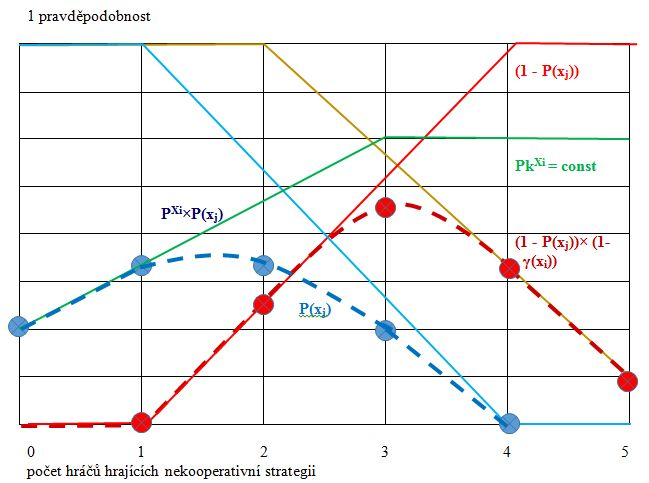 1 pravděpodobnost
(1 - P(xⱼ))
Pk^Xi = const
P^Xi×P(xⱼ)
(1 - P(xⱼ))× (1-
γ(xᵢ))
P(xⱼ)
0 1 2 3 4 5
počet hráčů hrajících nekooperativní strategii